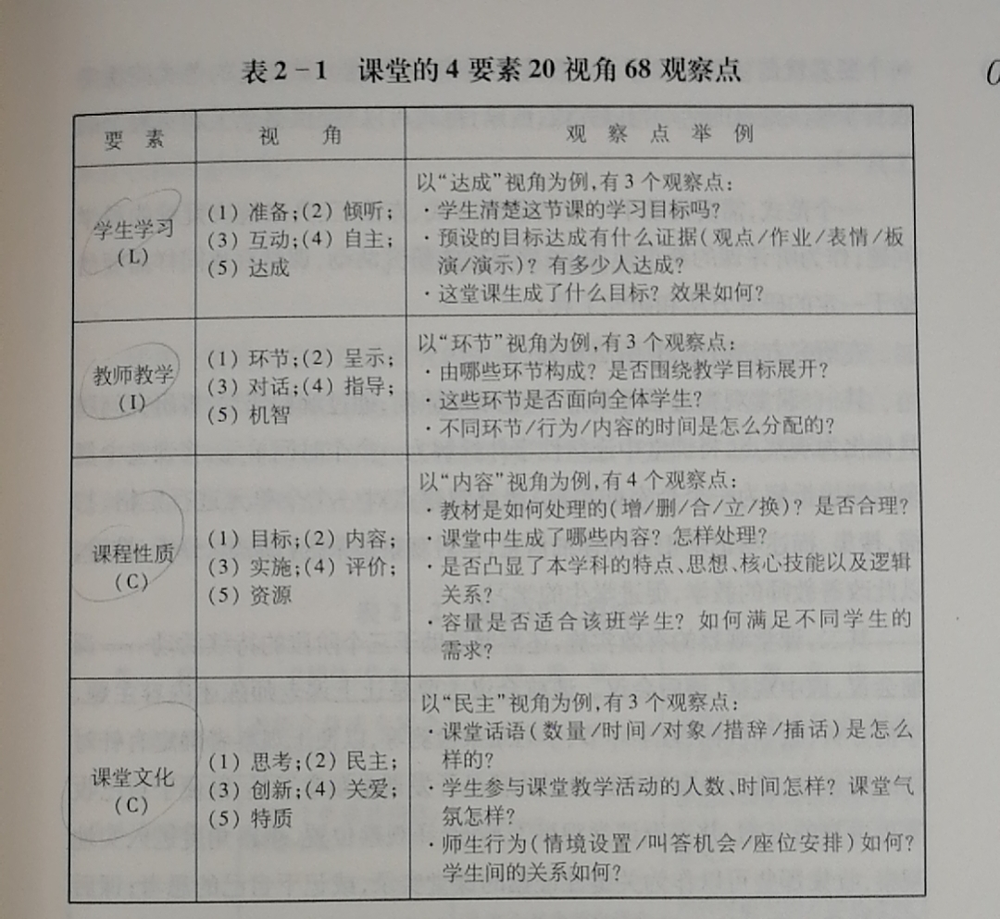 表2-1 课堂的4要素20视角68观察点
要素 视角 观察点举例
学生学习
(L)
(1) 准备;(2) 倾听;
(3) 互动;(4) 自主;
(5) 达成
以“达成”视角为例,有3个观察点:
·学生清楚这节课的学习目标吗?
·预设的目标达成有什么证据(观点/作业/表情/板
演/演示)? 有多少人达成?
·这堂课生成了什么目标? 效果如何?
教师教学
(I)
(1) 环节;(2) 呈示;
(3) 对话;(4) 指导;
(5) 机智
以“环节”视角为例,有3个观察点:
·由哪些环节构成? 是否围绕教学目标展开?
·这些环节是否面向全体学生?
·不同环节/行为/内容的时间是怎么分配的?
课程性质
(C)
(1) 目标;(2) 内容;
(3) 实施;(4) 评价;
(5) 资源
以“内容”视角为例,有4个观察点:
·教材是如何处理的(增/删/合/立/换)? 是否合理?
·课堂中生成了哪些内容? 怎样处理?
·是否凸显了本学科的特点、思想、核心技能以及逻辑
关系?
·容量是否适合该班学生? 如何满足不同学生的
需求?
课堂文化
(C)
(1) 思考;(2) 民主;
(3) 创新;(4) 关爱;
(5) 特质
以“民主”视角为例,有3个观察点:
·课堂话语(数量/时间/对象/措辞/插话)是怎么
样的?
·学生参与课堂教学活动的人数、时间怎样? 课堂气
氛怎样?
·师生行为(情境设置/叫答机会/座位安排)如何?
学生间的关系如何?